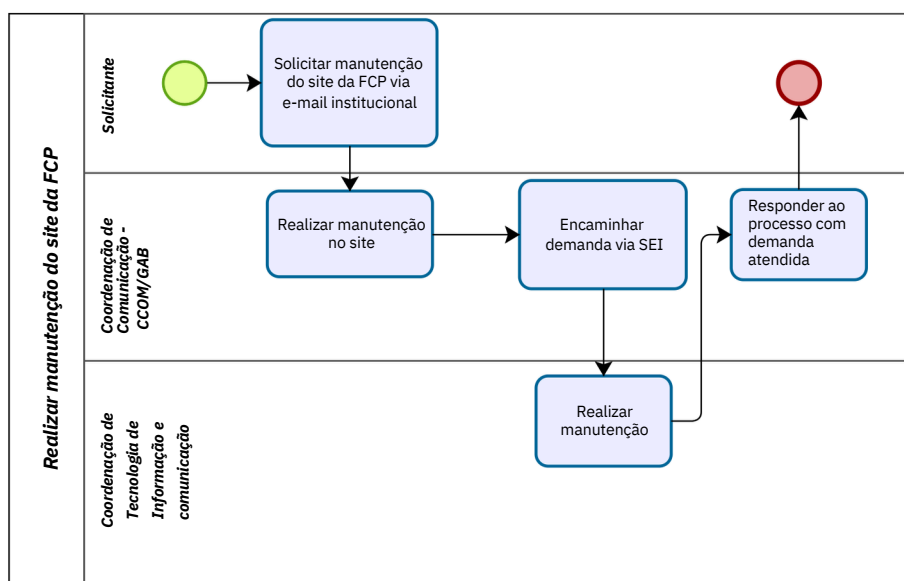 Realizar manutenção do site da FCP
Solicitante
Solicitar manutenção
do site da FCP via
e-mail institucional
Coordenação de
Comunicação -
CCOM/GAB
Realizar manutenção
no site
Encaminhar
demanda via SEI
Responder ao
processo com
demanda
atendida
Coordenação de
Tecnologia de
Informação e
comunicação
Realizar
manutenção